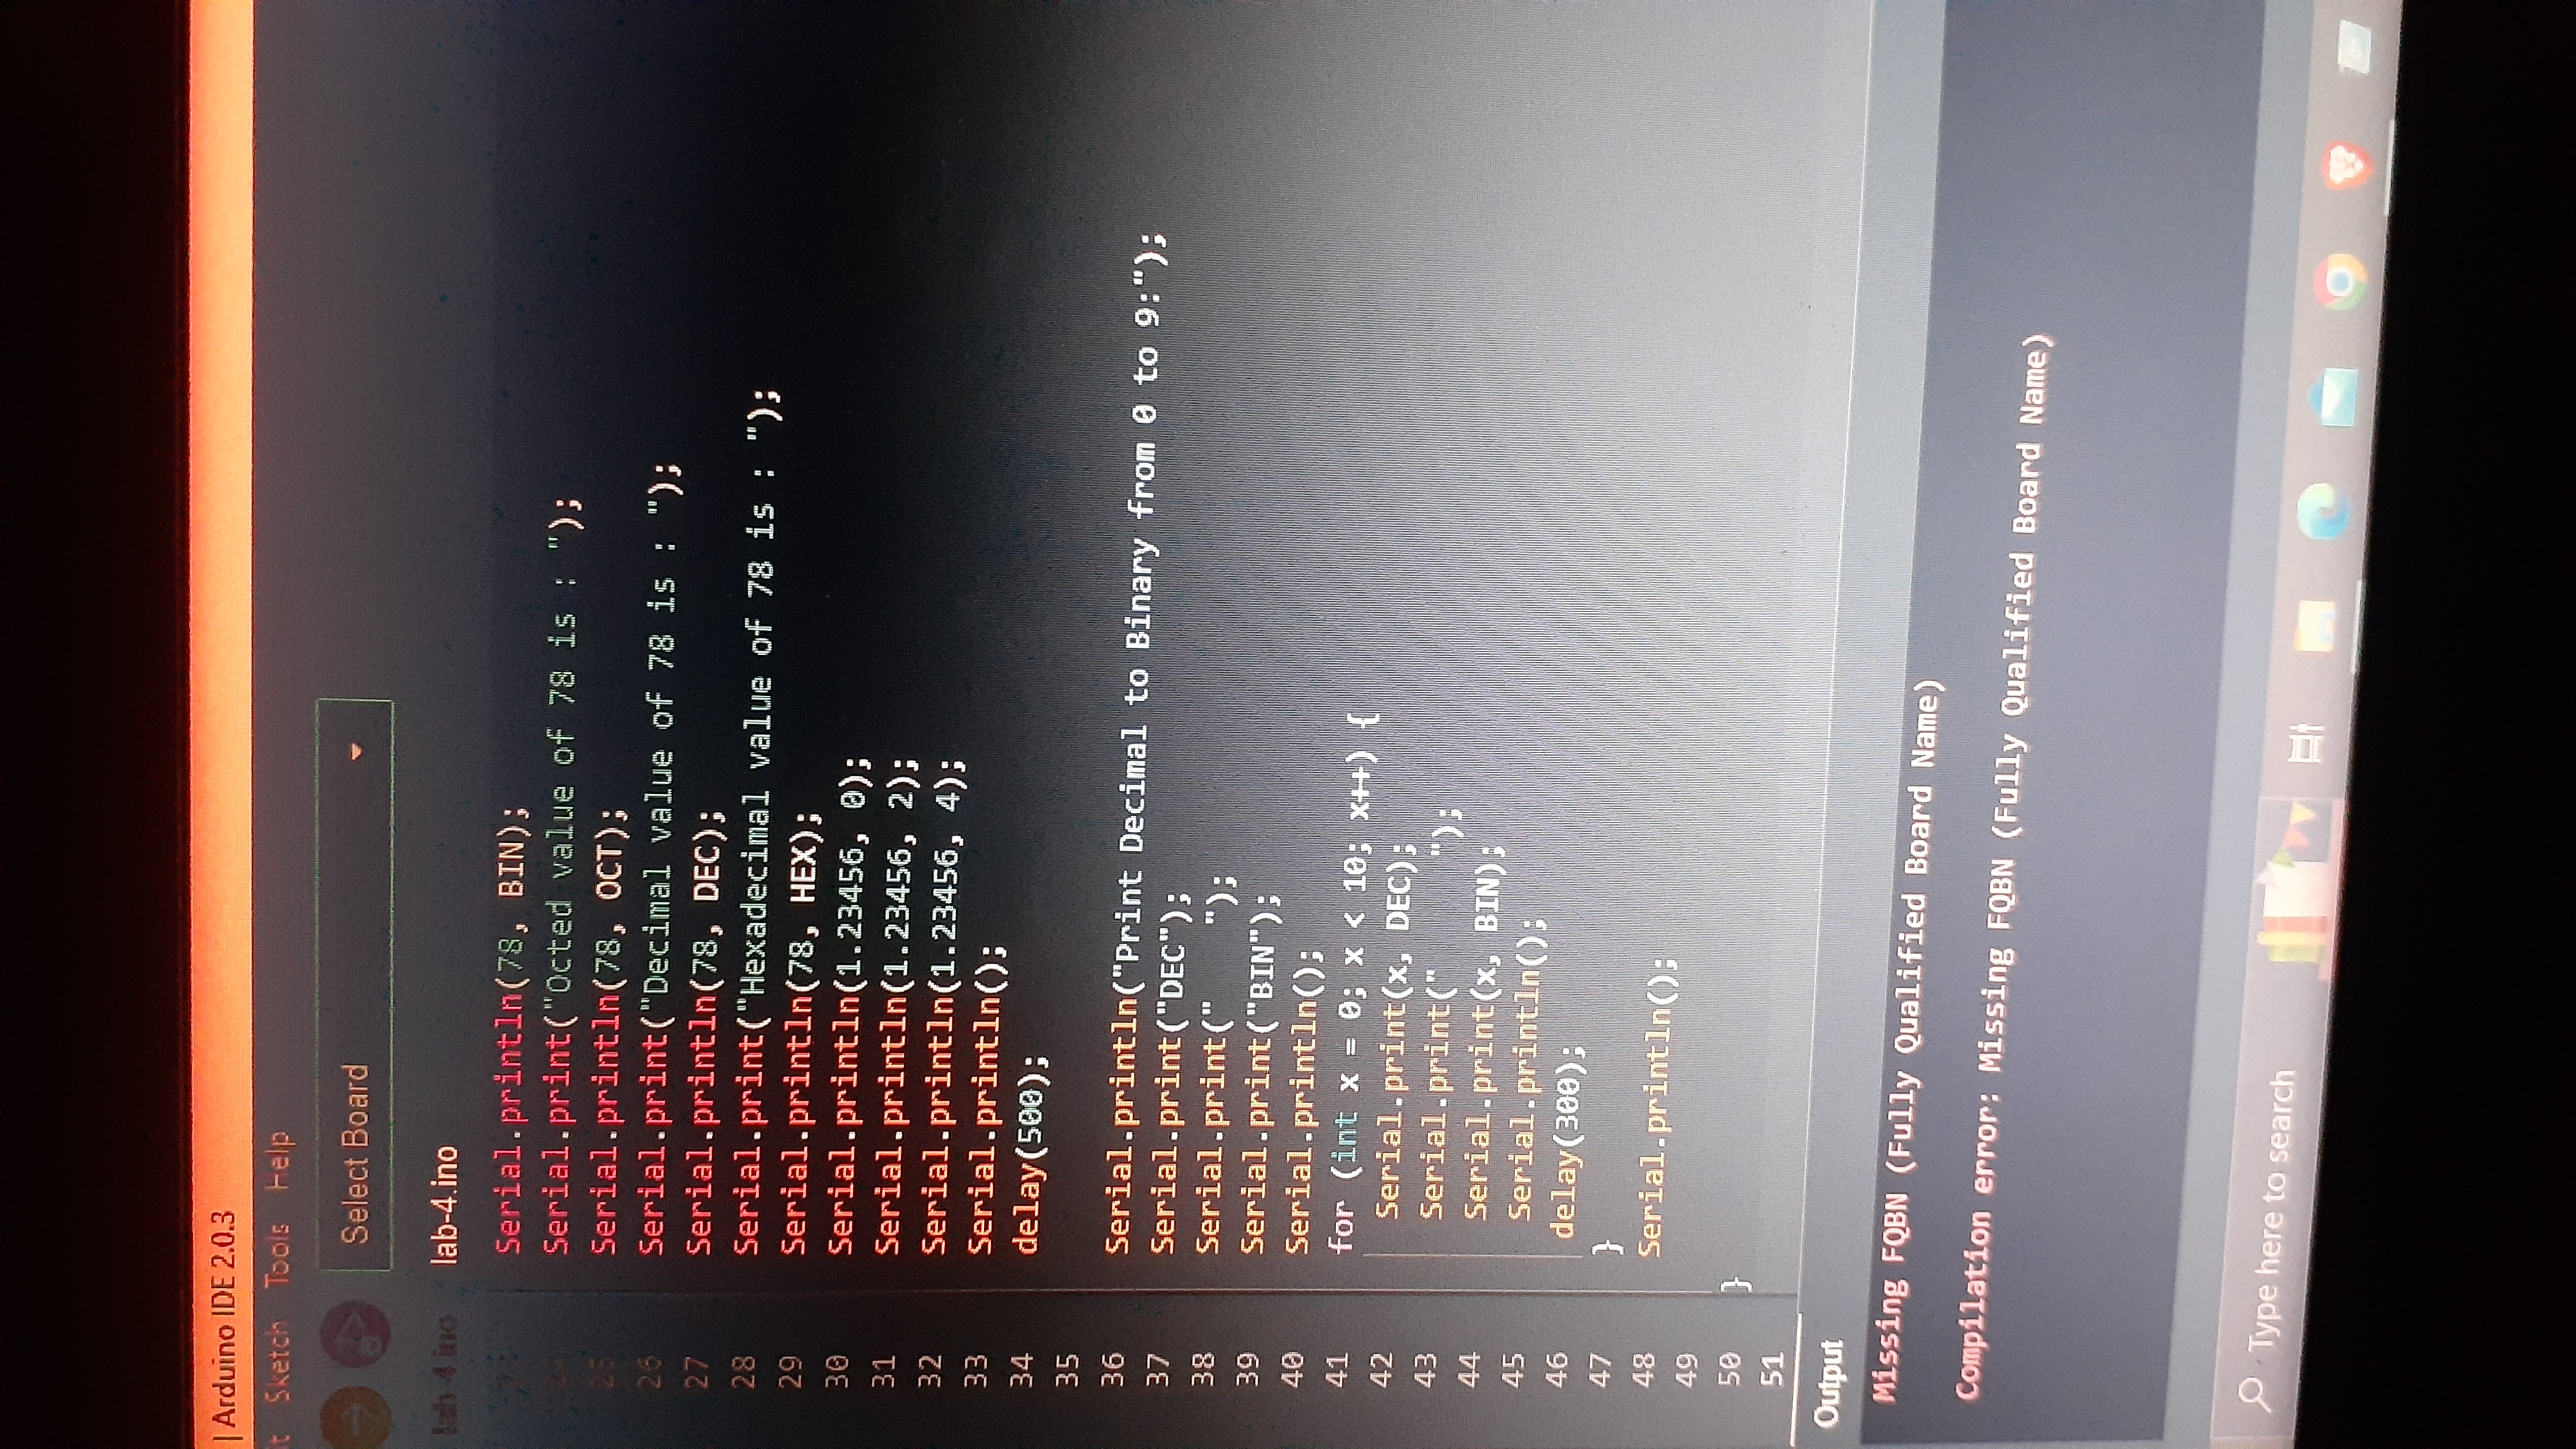 | Arduino IDE 2.0.3
t Sketch Tools Help
Select Board
lab-4.ino lab-4.ino
Serial.println(78, BIN);
Serial.print("Octed value of 78 is : ");
25 Serial.println(78, OCT);
26 Serial.print("Decimal value of 78 is : ");
27 Serial.println(78, DEC);
28 Serial.print("Hexadecimal value of 78 is : ");
29 Serial.println(78, HEX);
30 Serial.println(1.23456, 0);
31 Serial.println(1.23456, 2);
32 Serial.println(1.23456, 4);
33 Serial.println();
34 delay(500);
35
36 Serial.println("Print Decimal to Binary from 0 to 9:");
37 Serial.print("DEC");
38 Serial.print("    ");
39 Serial.print("BIN");
40 Serial.println();
41 for (int x = 0; x < 10; x++) {
42 Serial.print(x, DEC);
43 Serial.print("      ");
44 Serial.print(x, BIN);
45 Serial.println();
46 delay(300);
47 }
48 Serial.println();
49
50 }
51
Output
Missing FQBN (Fully Qualified Board Name)
Compilation error: Missing FQBN (Fully Qualified Board Name)
Type here to search